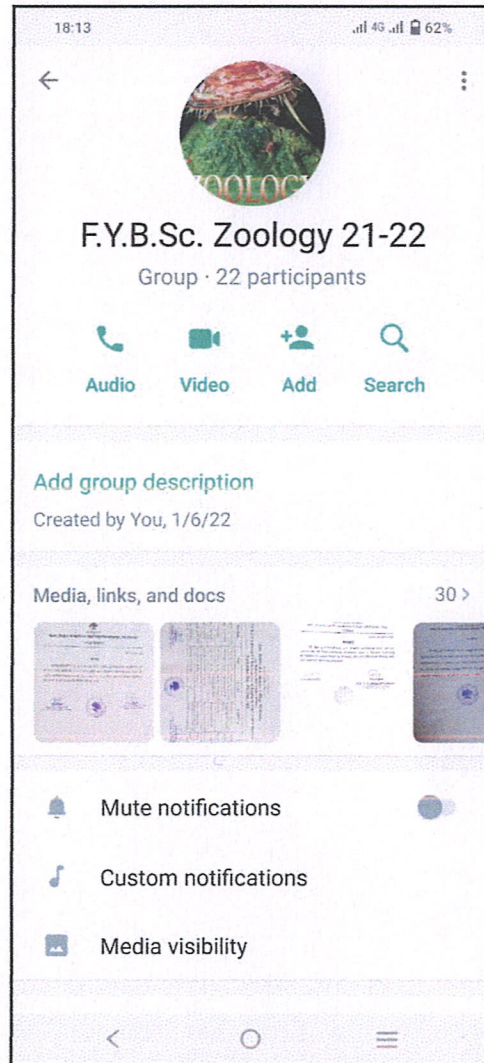 18:13 4G 62%
ZOOLOGY
F.Y.B.Sc. Zoology 21-22
Group · 22 participants
Audio Video Add Search
Add group description
Created by You, 1/6/22
Media, links, and docs 30 >
Mute notifications
Custom notifications
Media visibility